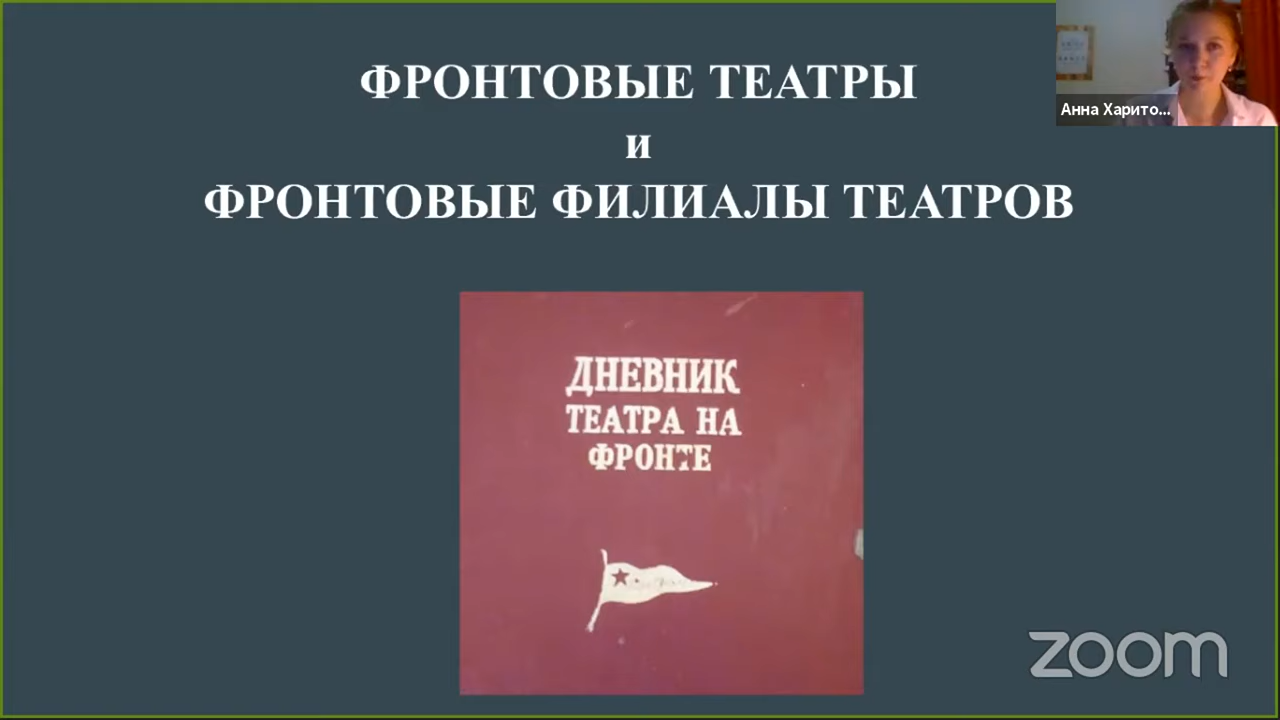 ФРОНТОВЫЕ ТЕАТРЫ
и
ФРОНТОВЫЕ ФИЛИАЛЫ ТЕАТРОВ
Анна Харито...
ДНЕВНИК
ТЕАТРА НА
ФРОНТЕ
zoom